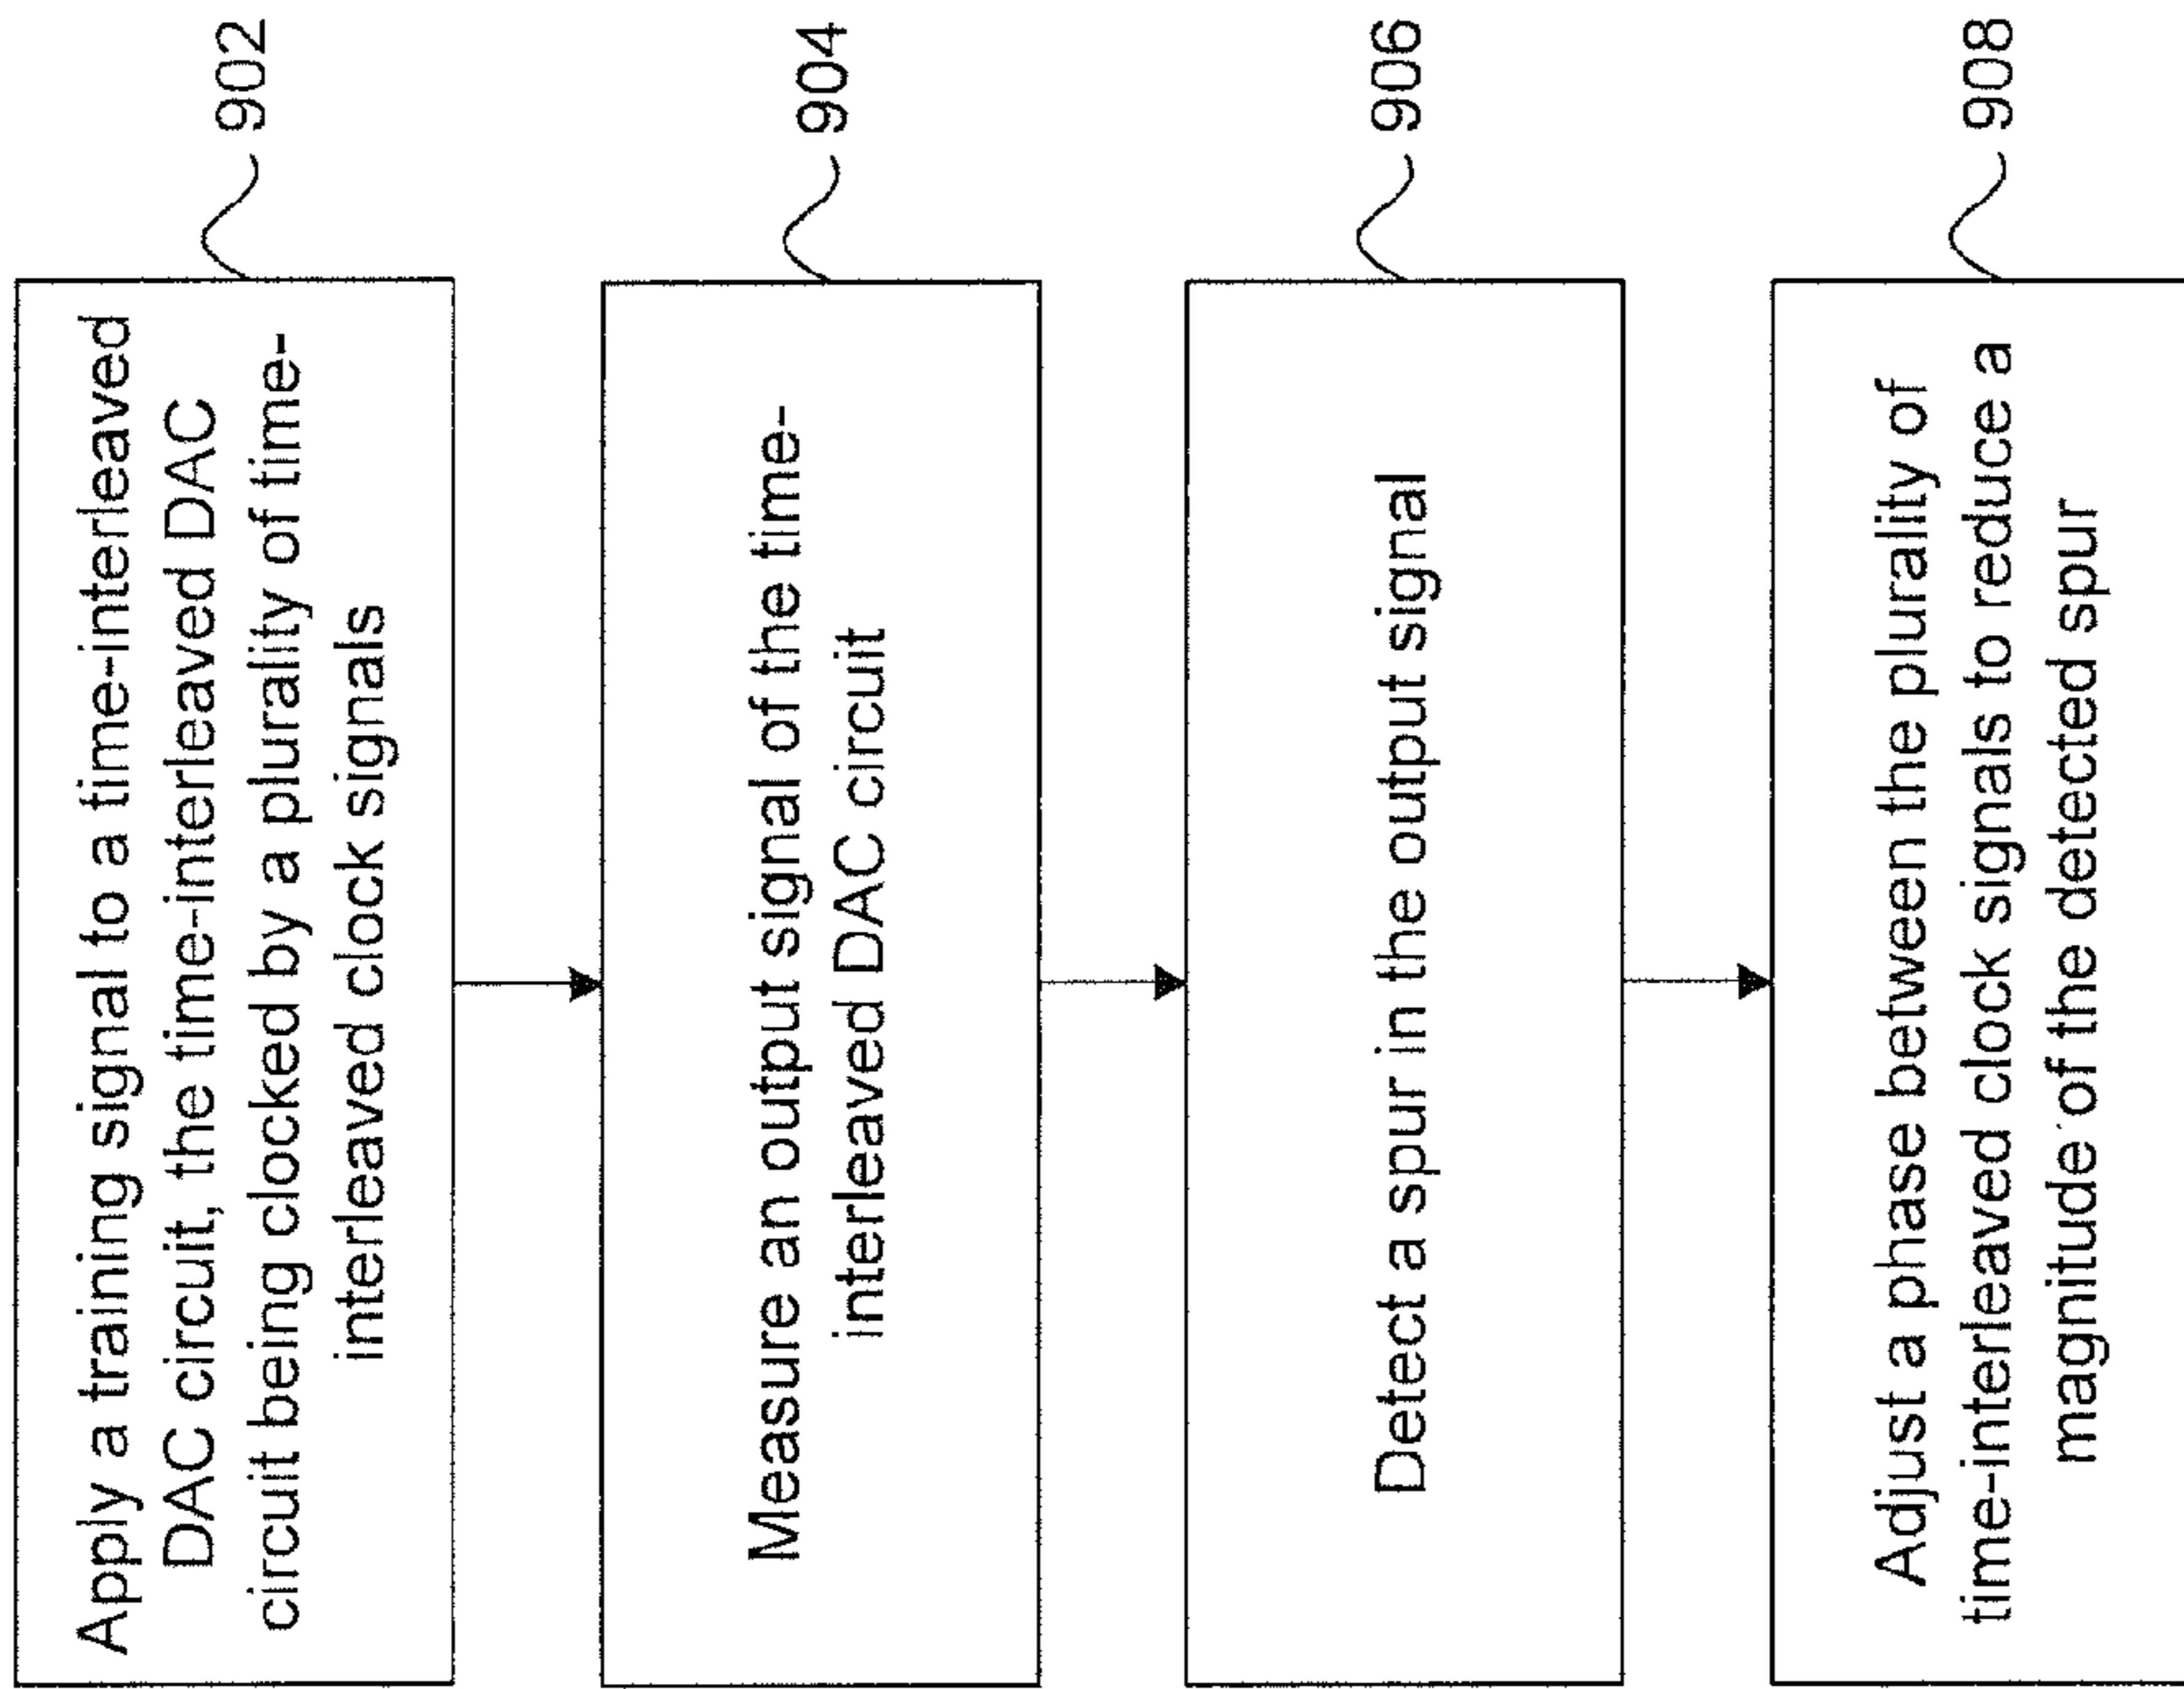 Apply a training signal to a time-interleaved
DAC circuit, the time-interleaved DAC
circuit being clocked by a plurality of time-
interleaved clock signals
902
Measure an output signal of the time-
interleaved DAC circuit
904
Detect a spur in the output signal
906
Adjust a phase between the plurality of
time-interleaved clock signals to reduce a
magnitude of the detected spur
908